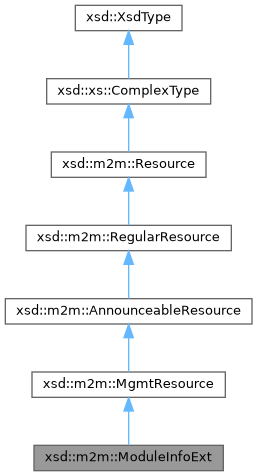 xsd::XsdType
xsd::xs::ComplexType
xsd::m2m::Resource
xsd::m2m::RegularResource
xsd::m2m::AnnounceableResource
xsd::m2m::MgmtResource
xsd::m2m::ModuleInfoExt